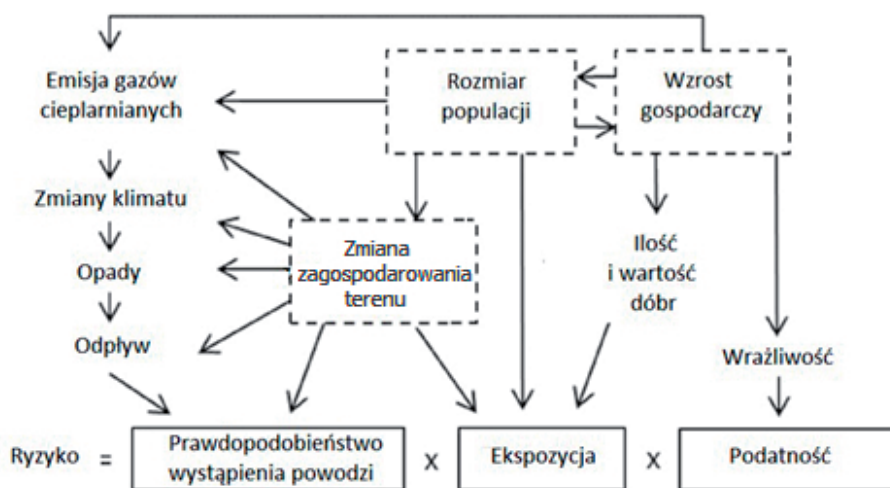 Emisja gazów
cieplarnianych
Rozmiar
populacji
Wzrost
gospodarczy
Zmiany klimatu
Zmiana
zagospodarowania
terenu
Ilość
i wartość
dóbr
Opady
Odpływ
Wrażliwość
Ryzyko =
Prawdopodobieństwo
wystąpienia powodzi
x
Ekspozycja
x
Podatność